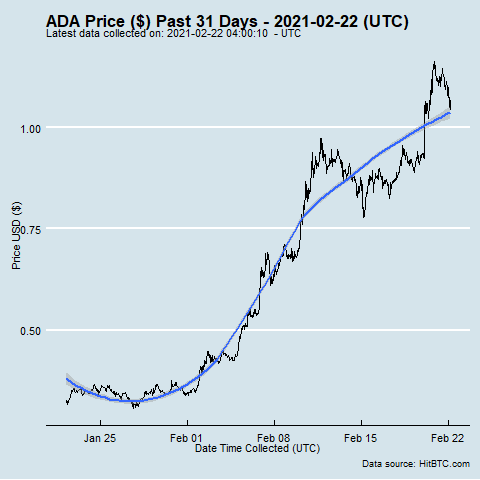 ADA Price ($) Past 31 Days - 2021-02-22 (UTC)
Latest data collected on: 2021-02-22 04:00:10  - UTC
1.00
0.75
0.50
Price USD ($)
Jan 25
Feb 01
Feb 08
Feb 15
Feb 22
Date Time Collected (UTC)
Data source: HitBTC.com